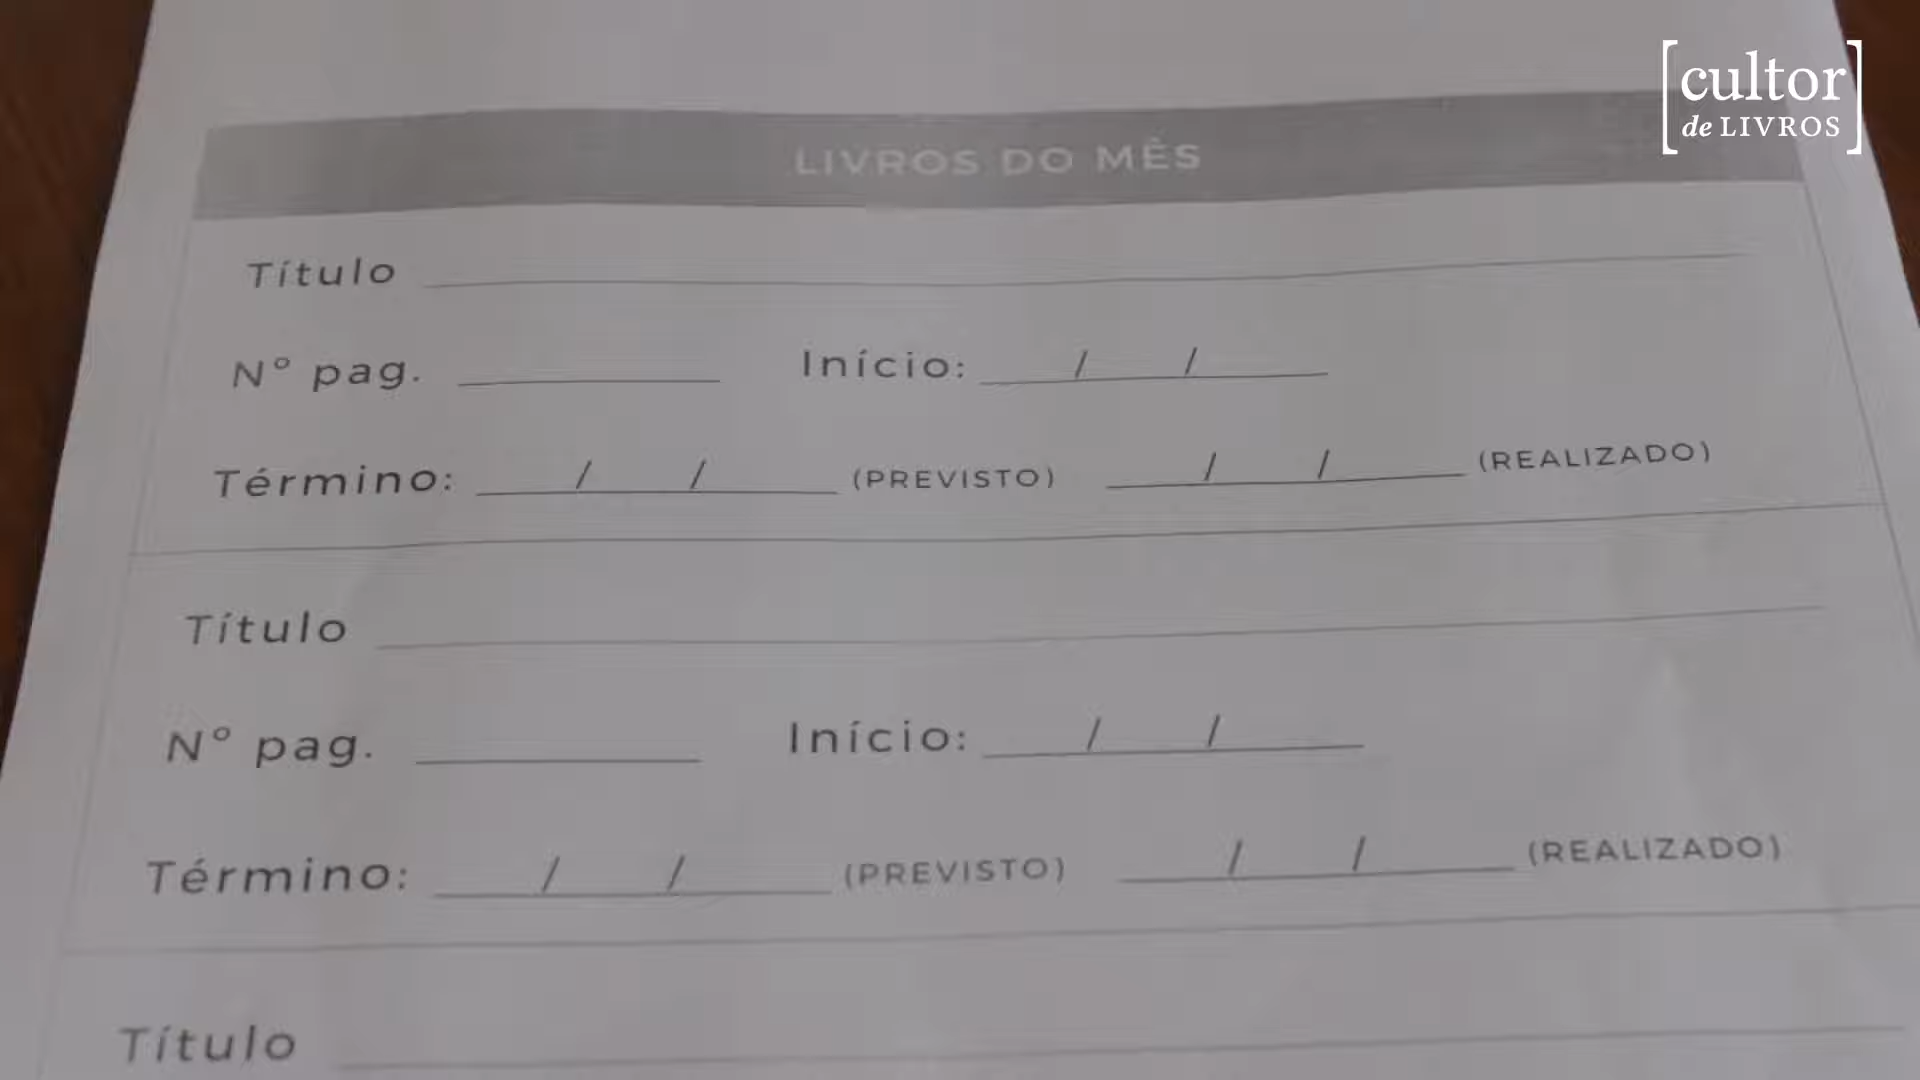 [cultor
de LIVROS]
LIVROS DO MÊS
Título
Nº pag. Início: / /
Término: / / (PREVISTO) / / (REALIZADO)
Título
Nº pag. Início: / /
Término: / / (PREVISTO) / / (REALIZADO)
Título